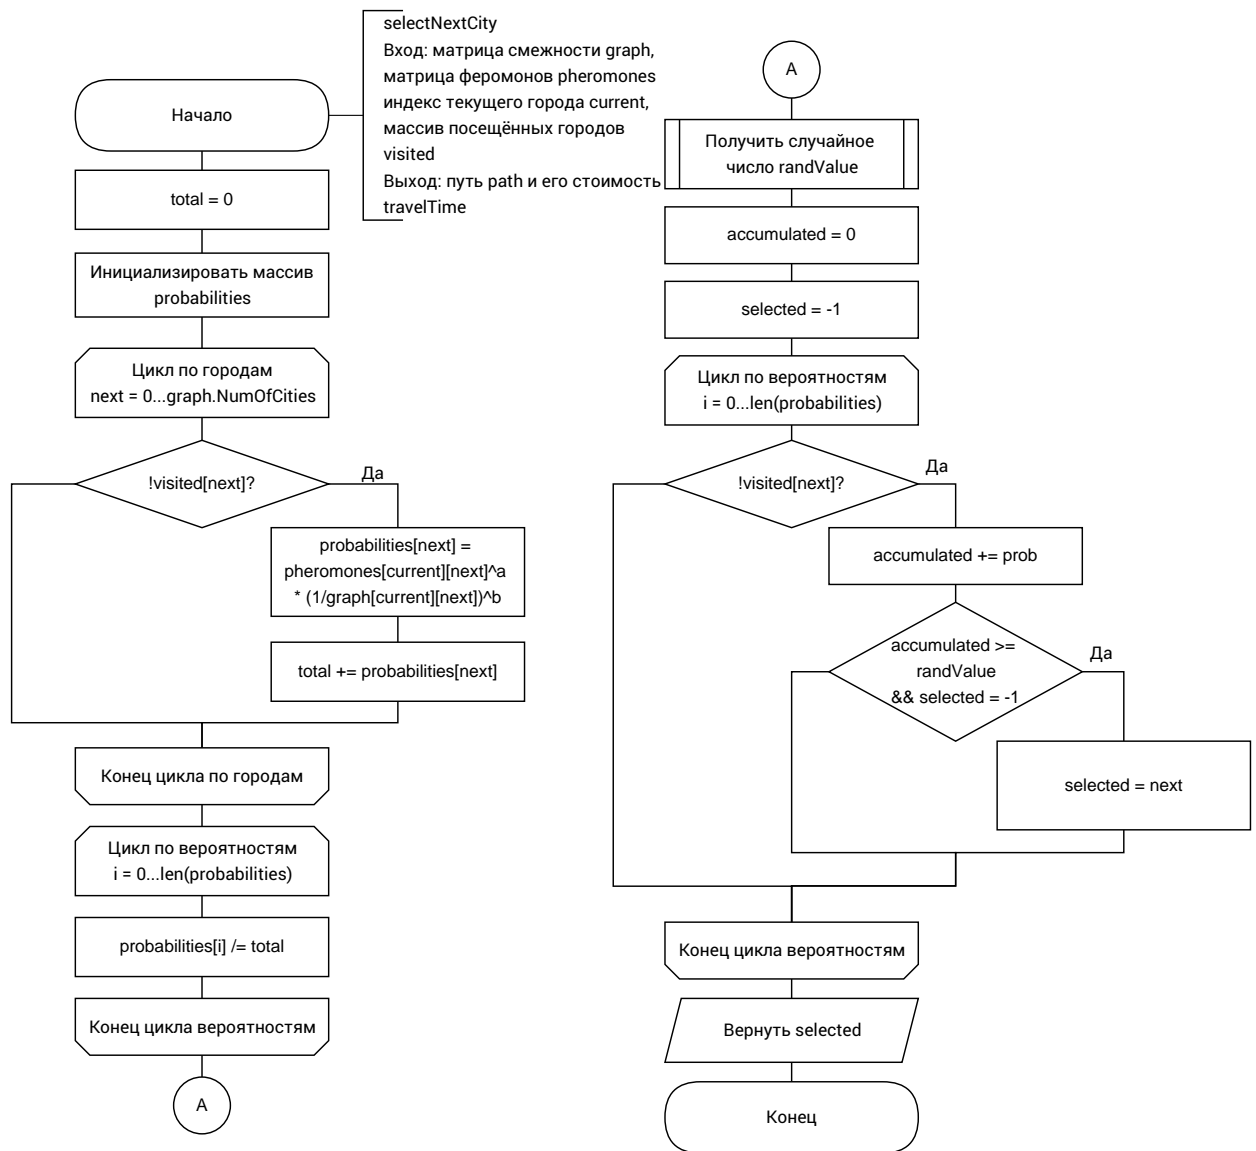 selectNextCity
Вход: матрица смежности graph,
матрица феромонов pheromones
индекс текущего города current,
массив посещённых городов
visited
Выход: путь path и его стоимость
travelTime
Начало
total = 0
Инициализировать массив
probabilities
Цикл по городам
next = 0...graph.NumOfCities
!visited[next]?
Да
probabilities[next] =
pheromones[current][next]^a
* (1/graph[current][next])^b
total += probabilities[next]
Конец цикла по городам
Цикл по вероятностям
i = 0...len(probabilities)
probabilities[i] /= total
Конец цикла вероятностям
А
А
Получить случайное
число randValue
accumulated = 0
selected = -1
Цикл по вероятностям
i = 0...len(probabilities)
!visited[next]?
Да
accumulated += prob
accumulated >=
randValue
&& selected = -1
Да
selected = next
Конец цикла вероятностям
Вернуть selected
Конец